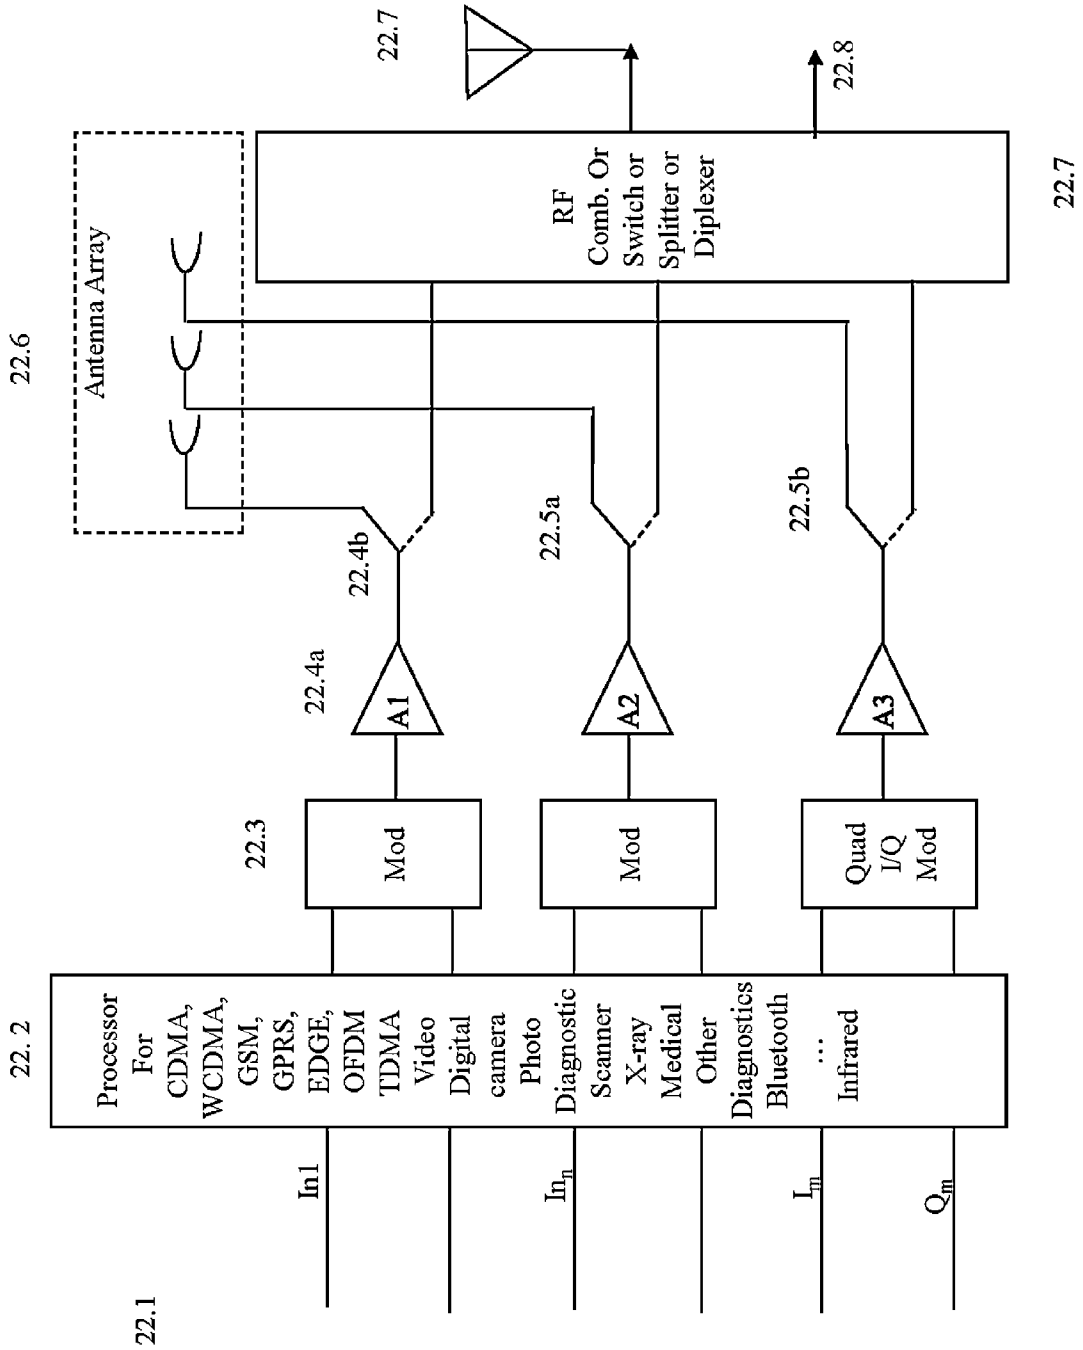 22.1
In1
In_n
I_m
Q_m
22. 2
Processor
For
CDMA,
WCDMA,
GSM,
GPRS,
EDGE,
OFDM
TDMA
Video
Digital
camera
Photo
Diagnostic
Scanner
X-ray
Medical
Other
Diagnostics
Bluetooth
...
Infrared
22.3
Mod
Mod
Quad
I/Q
Mod
22.4a
A1
A2
A3
22.4b
22.5a
22.5b
22.6
Antenna Array
RF
Comb. Or
Switch or
Splitter or
Diplexer
22.7
22.7
22.8